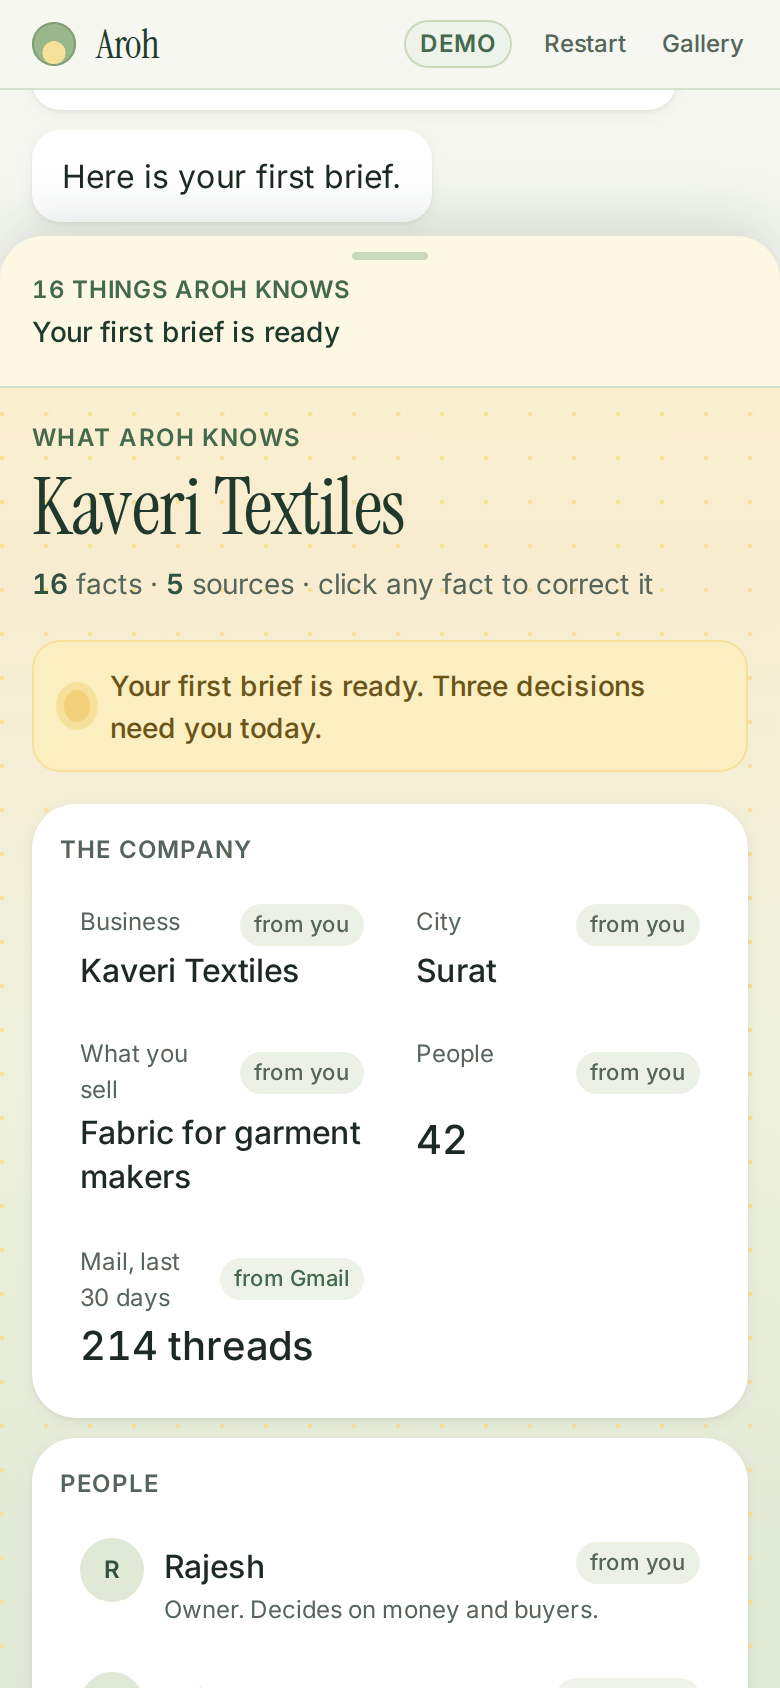 Aroh
DEMO
Restart
Gallery
Here is your first brief.
16 THINGS AROH KNOWS
Your first brief is ready
WHAT AROH KNOWS
Kaveri Textiles
16 facts · 5 sources · click any fact to correct it
Your first brief is ready. Three decisions
need you today.
THE COMPANY
Business
from you
Kaveri Textiles
City
from you
Surat
What you
sell
from you
Fabric for garment
makers
People
from you
42
Mail, last
30 days
from Gmail
214 threads
PEOPLE
R
Rajesh
from you
Owner. Decides on money and buyers.